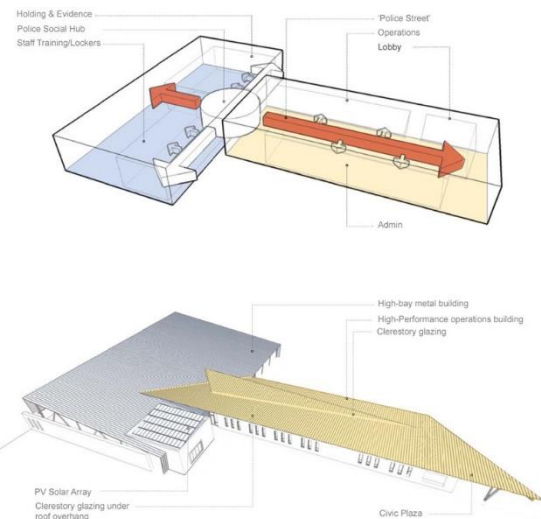 Holding & Evidence
Police Social Hub
Staff Training/Lockers
'Police Street'
Operations
Lobby
Admin
High-bay metal building
High-Performance operations building
Clerestory glazing
PV Solar Array
Clerestory glazing under
roof overhang
Civic Plaza